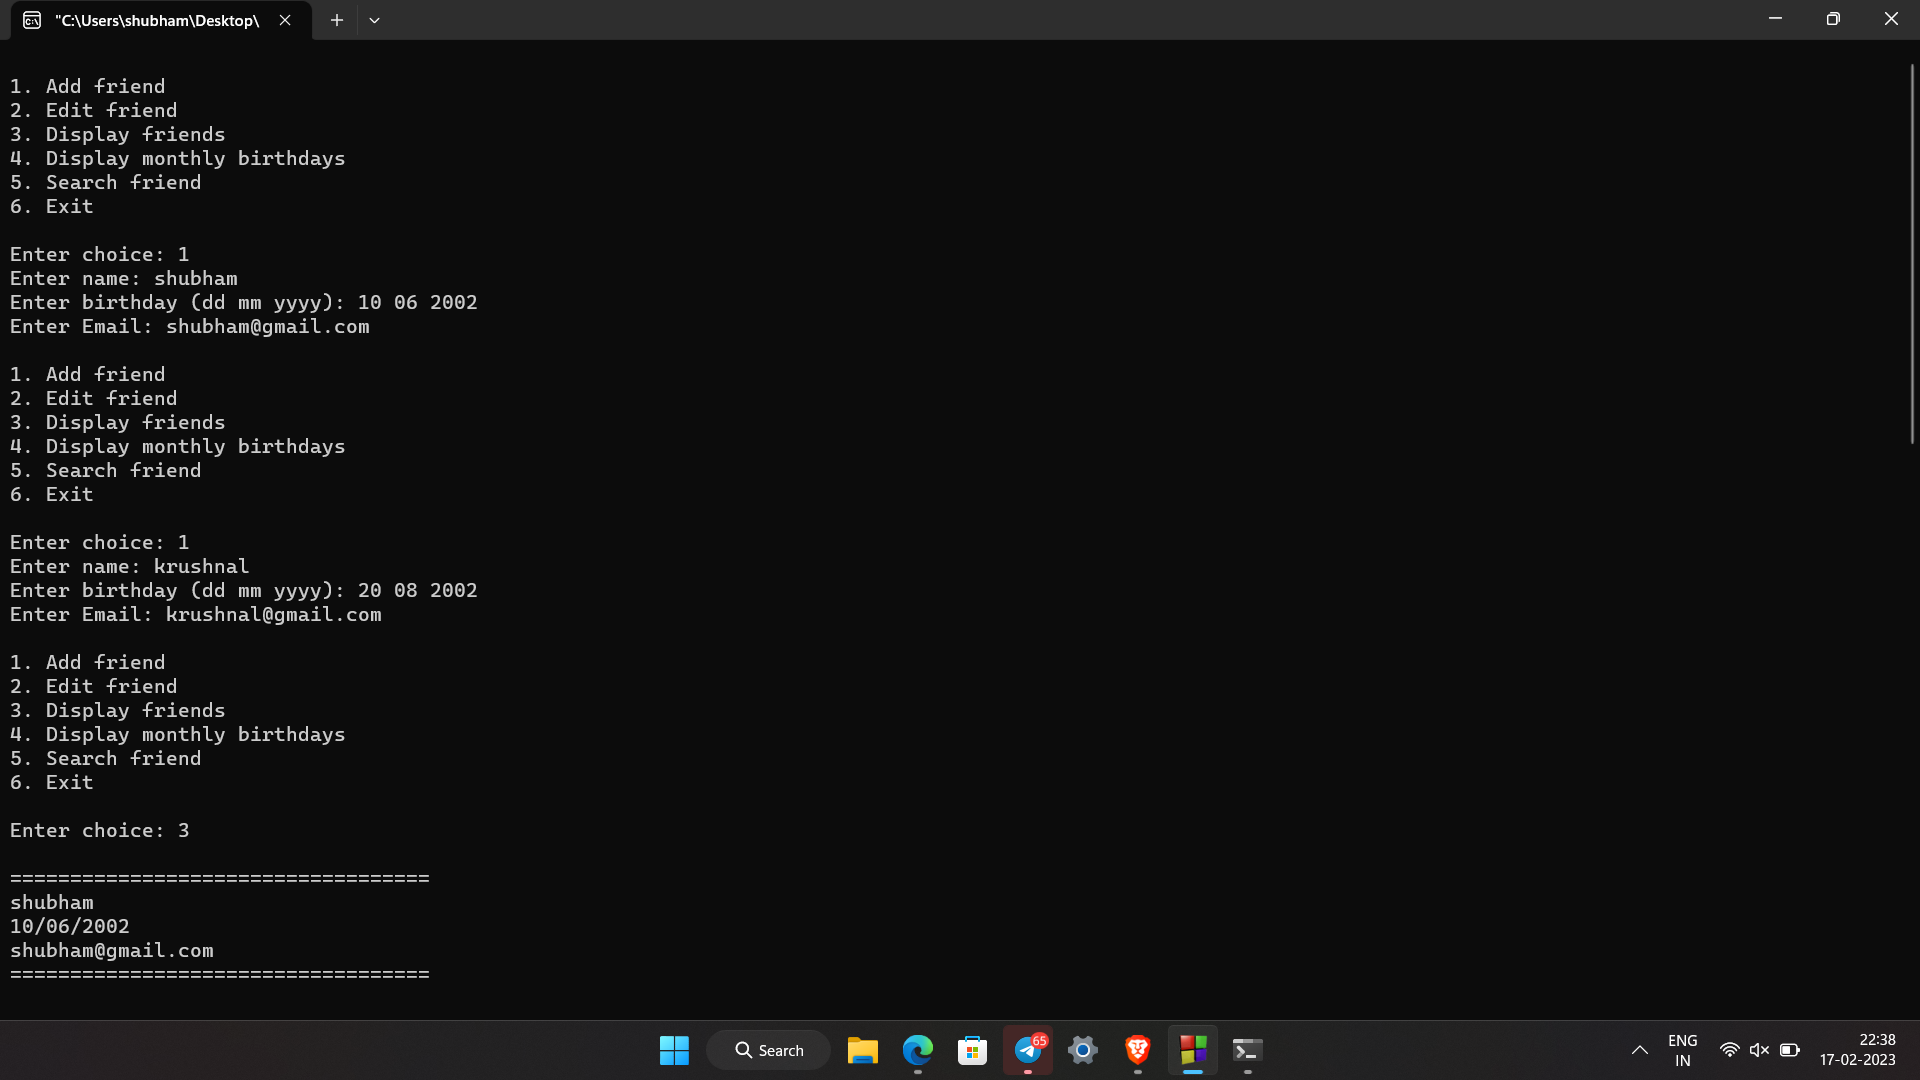 "C:\Users\shubham\Desktop\
1. Add friend
2. Edit friend
3. Display friends
4. Display monthly birthdays
5. Search friend
6. Exit
Enter choice: 1
Enter name: shubham
Enter birthday (dd mm yyyy): 10 06 2002
Enter Email: shubham@gmail.com
1. Add friend
2. Edit friend
3. Display friends
4. Display monthly birthdays
5. Search friend
6. Exit
Enter choice: 1
Enter name: krushnal
Enter birthday (dd mm yyyy): 20 08 2002
Enter Email: krushnal@gmail.com
1. Add friend
2. Edit friend
3. Display friends
4. Display monthly birthdays
5. Search friend
6. Exit
Enter choice: 3
===================================
shubham
10/06/2002
shubham@gmail.com
===================================
Search
65
ENG
IN
22:38
17-02-2023